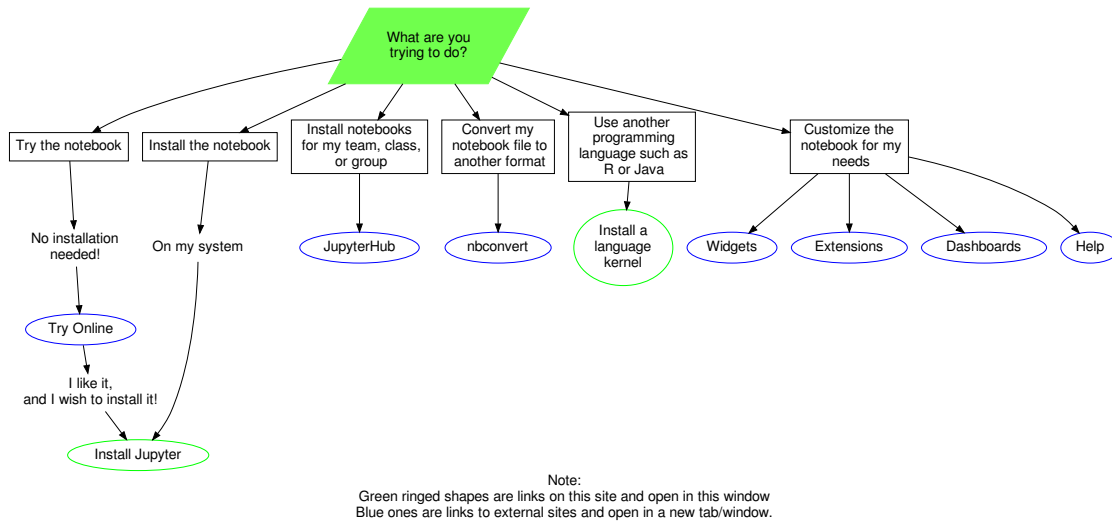 What are you
trying to do?
Try the notebook
Install the notebook
Install notebooks
for my team, class,
or group
Convert my
notebook file to
another format
Use another
programming
language such as
R or Java
Customize the
notebook for my
needs
No installation
needed!
On my system
JupyterHub
nbconvert
Install a
language
kernel
Widgets
Extensions
Dashboards
Help
Try Online
I like it,
and I wish to install it!
Install Jupyter
Note:
Green ringed shapes are links on this site and open in this window
Blue ones are links to external sites and open in a new tab/window.